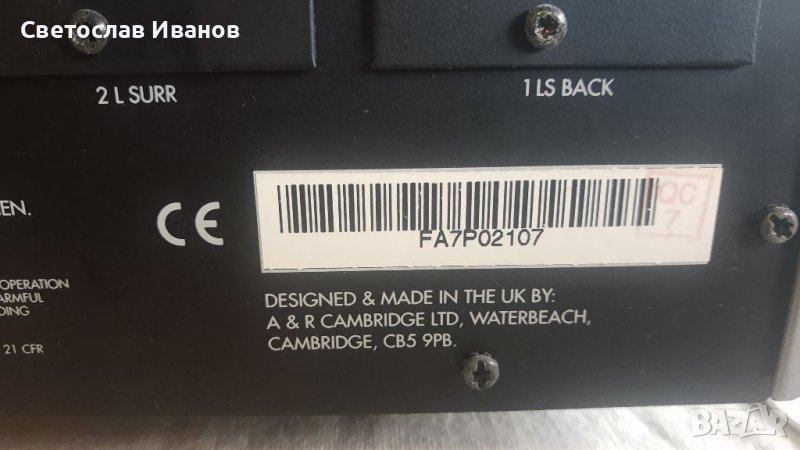 Светослав Иванов
2 L SURR
1 LS BACK
EN.
CE
QC
7
FA7P02107
OPERATION
ARMFUL
DING
21 CFR
DESIGNED & MADE IN THE UK BY:
A & R CAMBRIDGE LTD, WATERBEACH,
CAMBRIDGE, CB5 9PB.
BAZAR